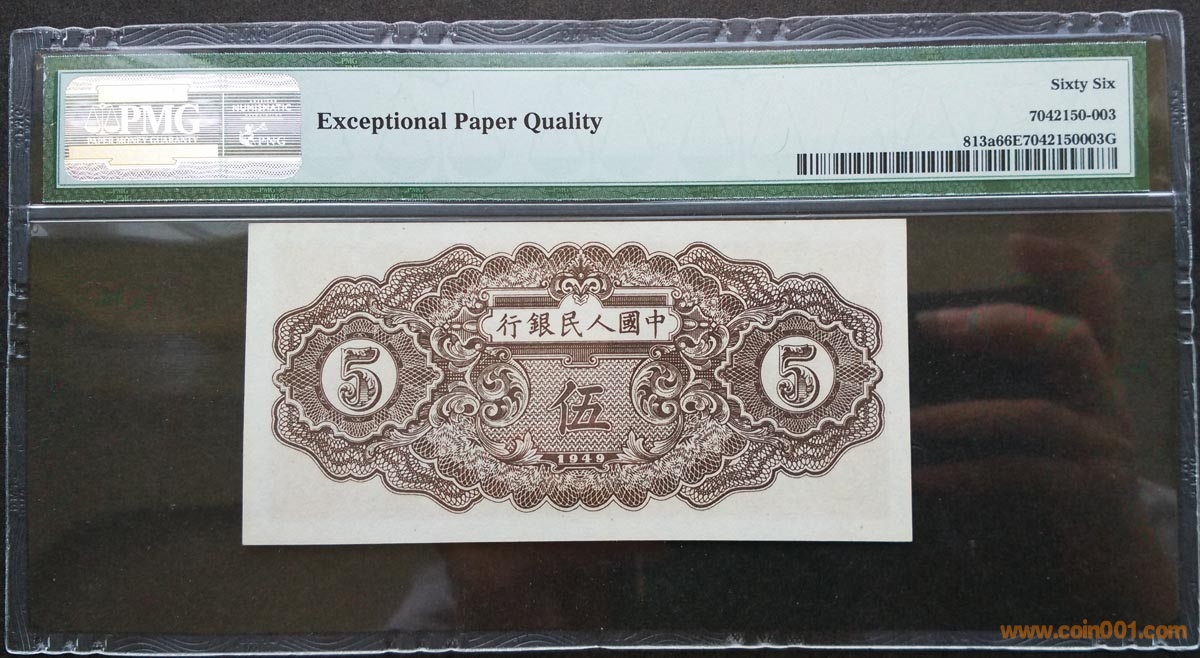 PMG
PAPER MONEY GUARANTY
PNG
Exceptional Paper Quality
Sixty Six
7042150-003
813a66E7042150003G
行銀民人國中
5
伍
5
1949
www.coin001.com